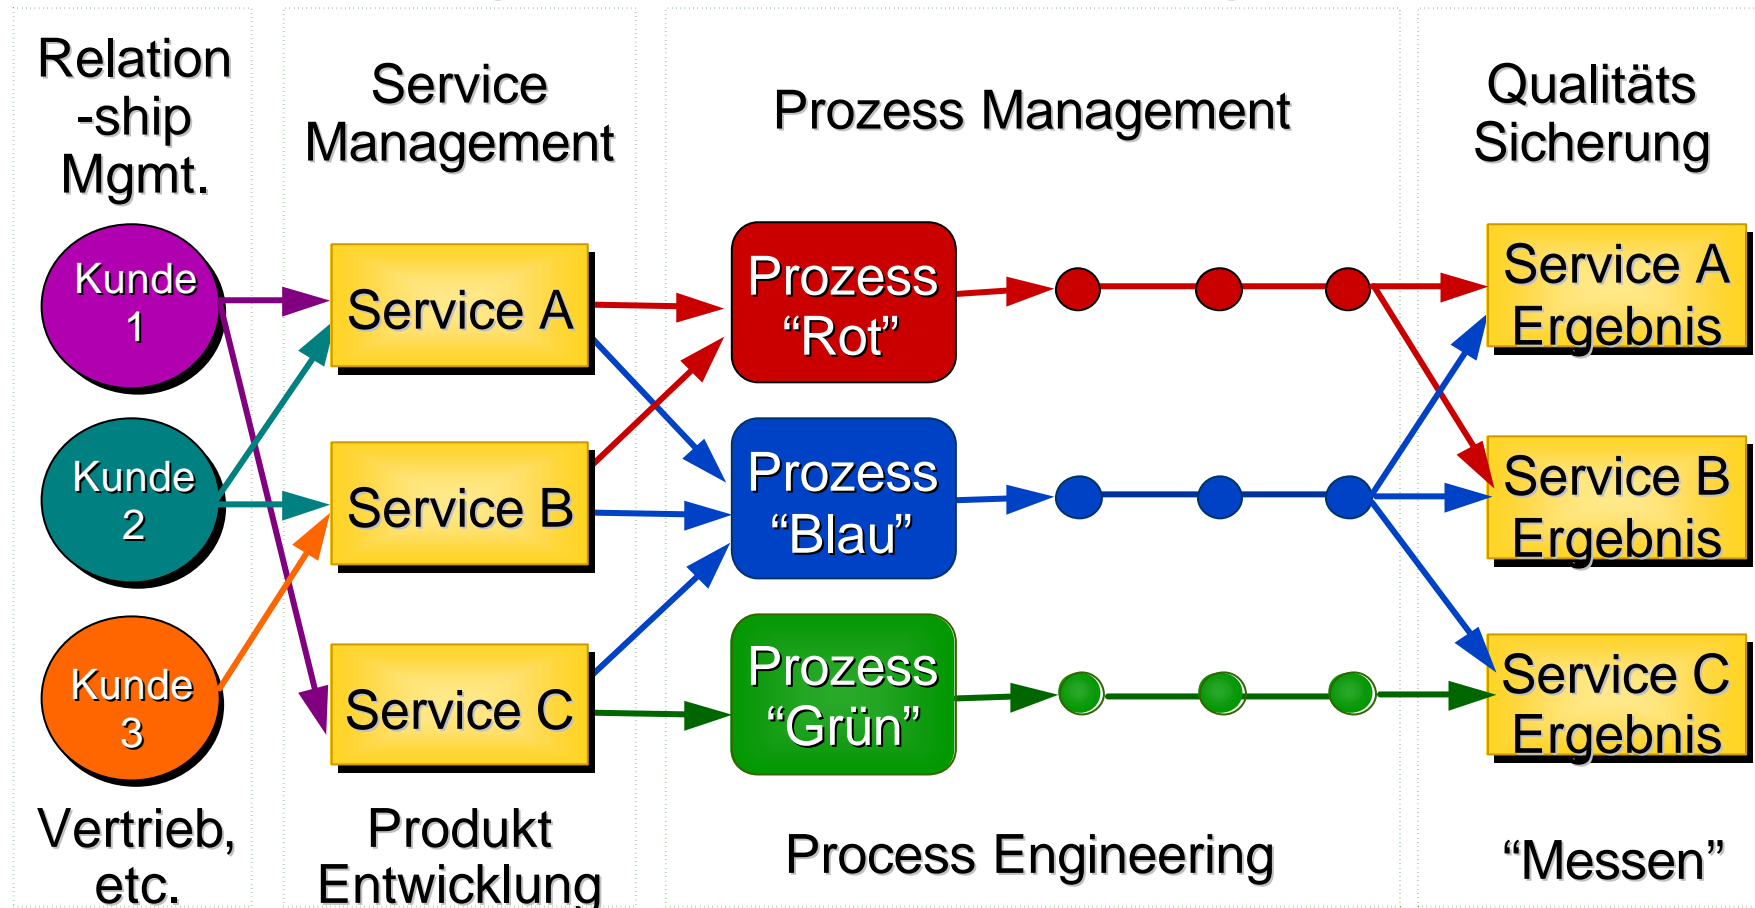 Relation
-ship
Mgmt.
Service
Management
Prozess Management
Qualitäts
Sicherung
Kunde
1
Service A
Prozess
“Rot”
Service A
Ergebnis
Kunde
2
Service B
Prozess
“Blau”
Service B
Ergebnis
Kunde
3
Service C
Prozess
“Grün”
Service C
Ergebnis
Vertrieb,
etc.
Produkt
Entwicklung
Process Engineering
“Messen”